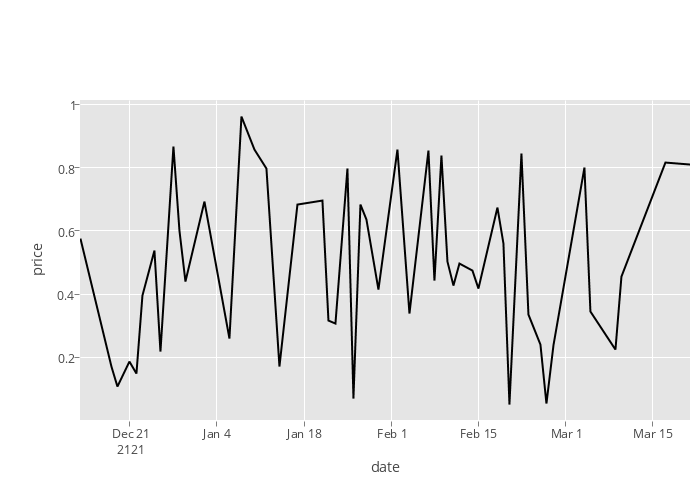 1
0.8
0.6
0.4
0.2
price
Dec 21
2121
Jan 4
Jan 18
Feb 1
Feb 15
Mar 1
Mar 15
date